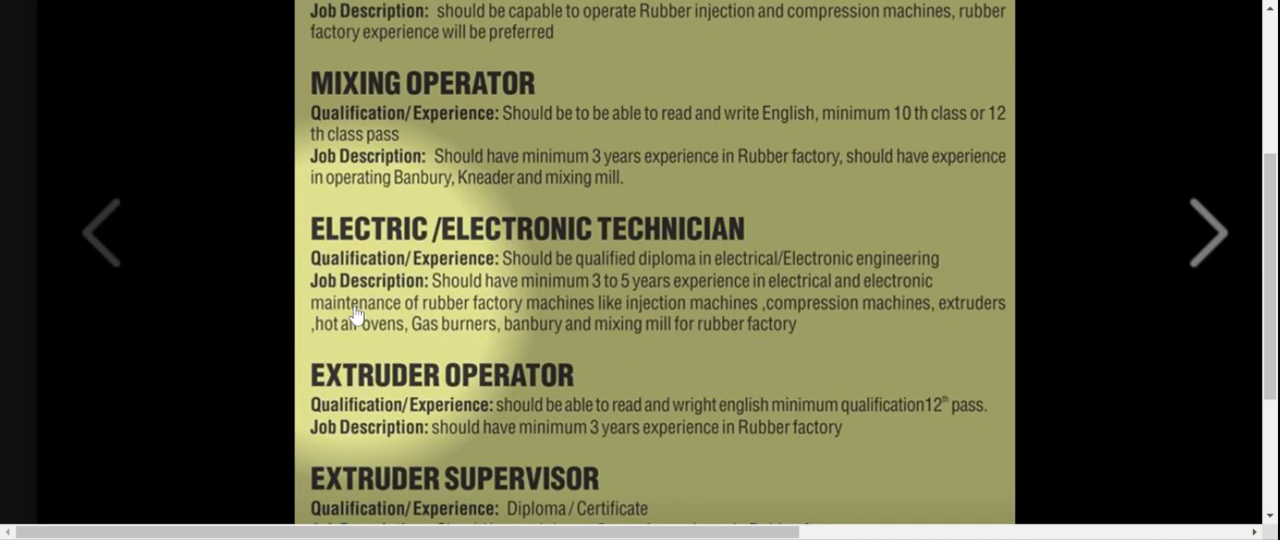 Job Description: should be capable to operate Rubber injection and compression machines, rubber
factory experience will be preferred
MIXING OPERATOR
Qualification/Experience: Should be to be able to read and write English, minimum 10 th class or 12
th class pass
Job Description: Should have minimum 3 years experience in Rubber factory, should have experience
in operating Banbury, Kneader and mixing mill.
ELECTRIC /ELECTRONIC TECHNICIAN
Qualification/Experience: Should be qualified diploma in electrical/Electronic engineering
Job Description: Should have minimum 3 to 5 years experience in electrical and electronic
maintenance of rubber factory machines like injection machines ,compression machines, extruders
,hot air ovens, Gas burners, banbury and mixing mill for rubber factory
EXTRUDER OPERATOR
Qualification/Experience: should be able to read and wright english minimum qualification12th pass.
Job Description: should have minimum 3 years experience in Rubber factory
EXTRUDER SUPERVISOR
Qualification/Experience: Diploma / Certificate